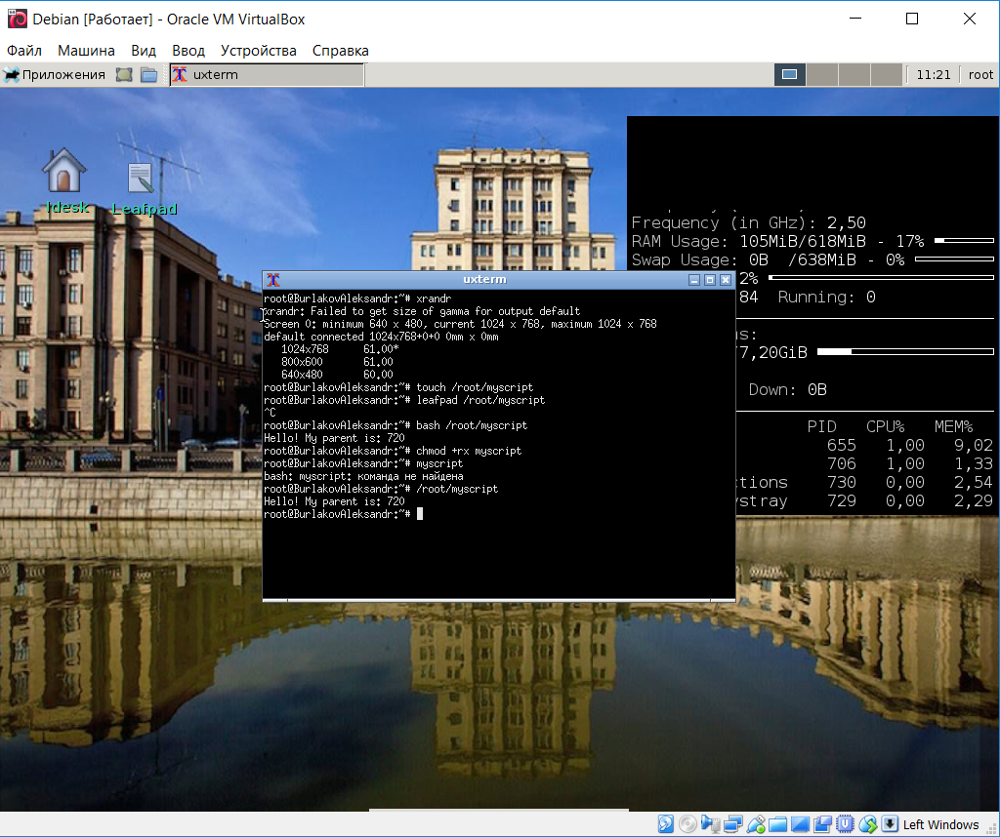 Debian [Работает] - Oracle VM VirtualBox
Файл Машина Вид Ввод Устройства Справка
Приложения uxterm 11:21 root
Idesk
Leafpad
Frequency (in GHz): 2,50
RAM Usage: 105MiB/618MiB - 17%
Swap Usage: 0B /638MiB - 0%
2%
84 Running: 0
s:
7,20GiB
Down: 0B
PID CPU% MEM%
655 1,00 9,02
706 1,00 1,33
ctions 730 0,00 2,54
ystray 729 0,00 2,29
uxterm
root@BurlakovAleksandr:~# xrandr
xrandr: Failed to get size of gamma for output default
Screen 0: minimum 640 x 480, current 1024 x 768, maximum 1024 x 768
default connected 1024x768+0+0 0mm x 0mm
1024x768 61.00*
800x600 61.00
640x480 60.00
root@BurlakovAleksandr:~# touch /root/myscript
root@BurlakovAleksandr:~# leafpad /root/myscript
^C
root@BurlakovAleksandr:~# bash /root/myscript
Hello! My parent is: 720
root@BurlakovAleksandr:~# chmod +rx myscript
root@BurlakovAleksandr:~# myscript
bash: myscript: команда не найдена
root@BurlakovAleksandr:~# /root/myscript
Hello! My parent is: 720
root@BurlakovAleksandr:~#
Left Windows